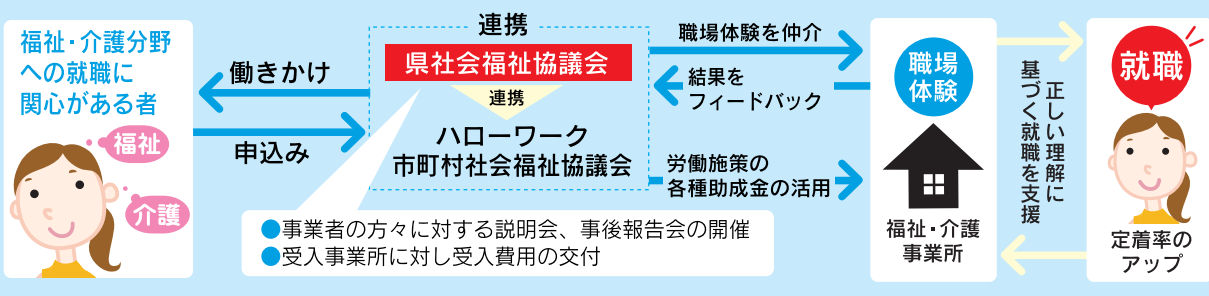 福祉・介護分野
への就職に
関心がある者
福祉
介護
働きかけ
申込み
連携
県社会福祉協議会
連携
ハローワーク
市町村社会福祉協議会
●事業者の方々に対する説明会、事後報告会の開催
●受入事業所に対し受入費用の交付
職場体験を仲介
結果を
フィードバック
労働施策の
各種助成金の活用
職場
体験
福祉・介護
事業所
正しい理解に
基づく就職を支援
就職
定着率の
アップ